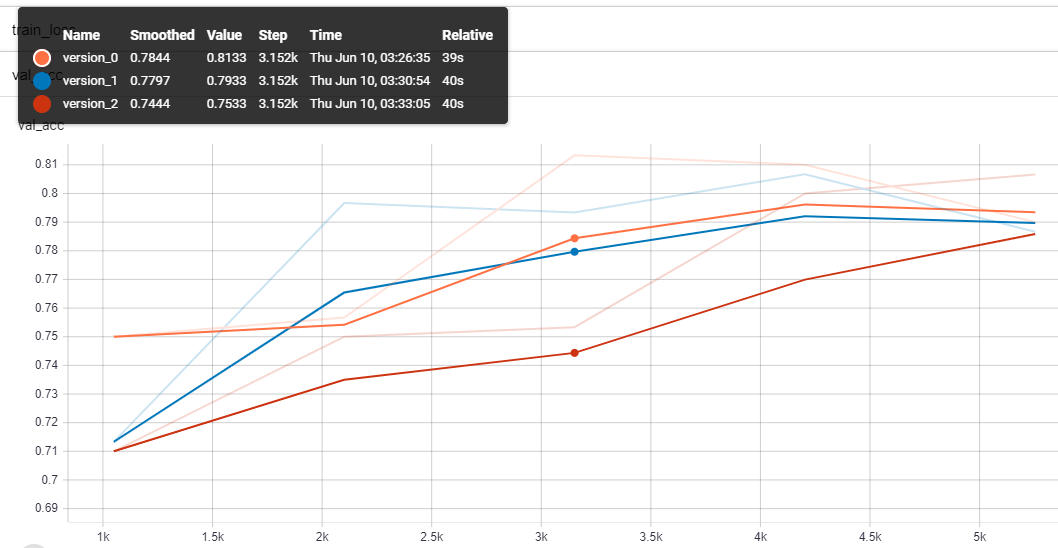 train_loss
Name Smoothed Value Step Time Relative
version_0 0.7844 0.8133 3.152k Thu Jun 10, 03:26:35 39s
version_1 0.7797 0.7933 3.152k Thu Jun 10, 03:30:54 40s
version_2 0.7444 0.7533 3.152k Thu Jun 10, 03:33:05 40s
val_acc
val_acc
0.81
0.8
0.79
0.78
0.77
0.76
0.75
0.74
0.73
0.72
0.71
0.7
0.69
1k 1.5k 2k 2.5k 3k 3.5k 4k 4.5k 5k